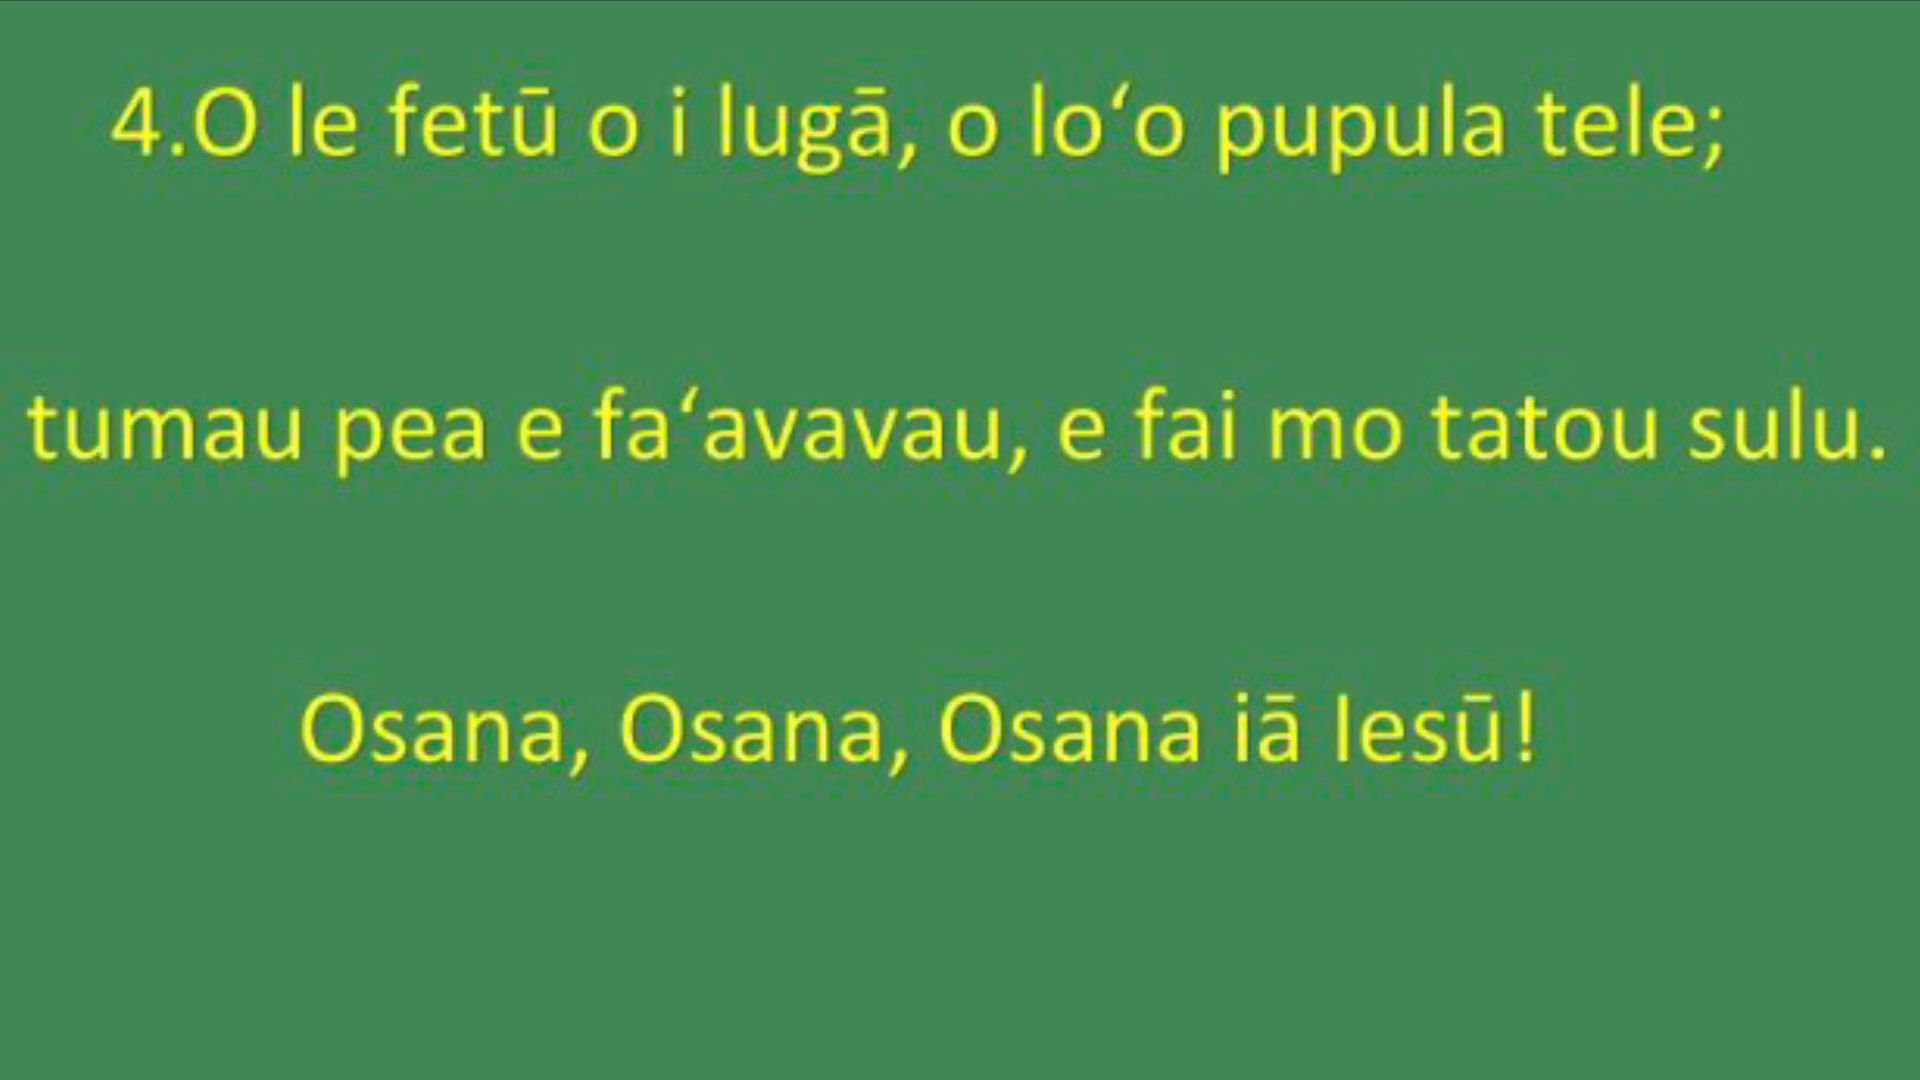 4.O le fetū o i lugā, o lo‘o pupula tele;
tumau pea e fa‘avavau, e fai mo tatou sulu.
Osana, Osana, Osana iā Iesū!